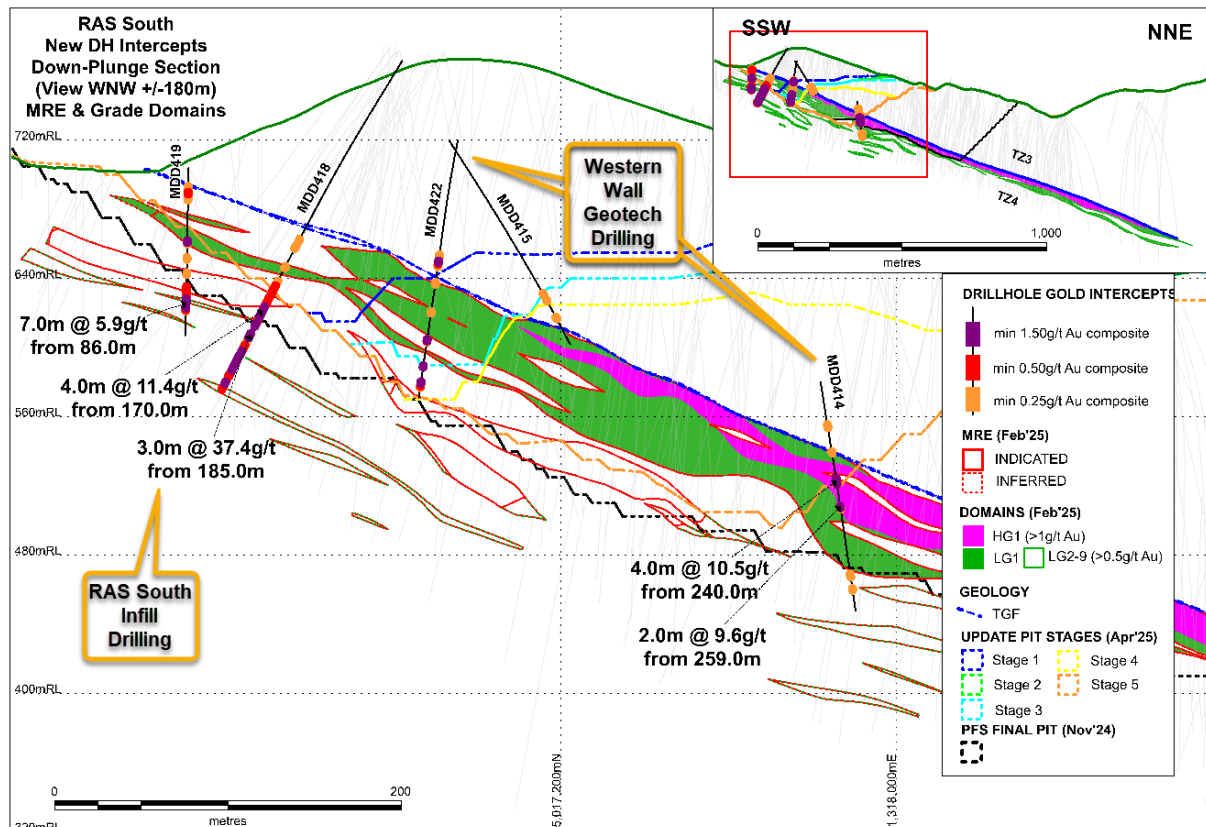 RAS South
New DH Intercepts
Down-Plunge Section
(View WNW +/-180m)
MRE & Grade Domains
720mRL
640mRL
560mRL
480mRL
400mRL
MDD419
MDD418
MDD422
MDD415
MDD414
Western
Wall
Geotech
Drilling
7.0m @ 5.9g/t
from 86.0m
4.0m @ 11.4g/t
from 170.0m
3.0m @ 37.4g/t
from 185.0m
RAS South
Infill
Drilling
4.0m @ 10.5g/t
from 240.0m
2.0m @ 9.6g/t
from 259.0m
0
200
metres
5,017,200mN
1,318,000mE
SSW
NNE
TZ3
TZ4
0
1,000
metres
DRILLHOLE GOLD INTERCEPTS
min 1.50g/t Au composite
min 0.50g/t Au composite
min 0.25g/t Au composite
MRE (Feb'25)
INDICATED
INFERRED
DOMAINS (Feb'25)
HG1 (>1g/t Au)
LG1 LG2-9 (>0.5g/t Au)
GEOLOGY
TGF
UPDATE PIT STAGES (Apr'25)
Stage 1 Stage 4
Stage 2 Stage 5
Stage 3
PFS FINAL PIT (Nov'24)